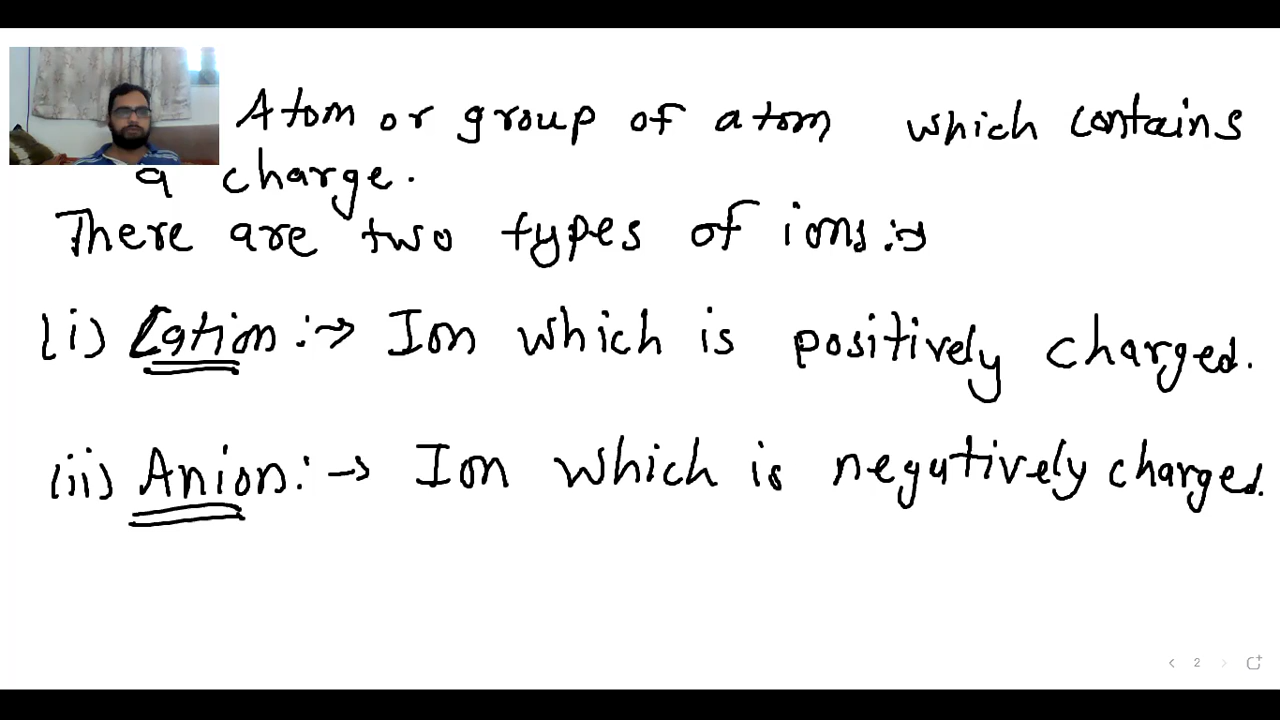 Atom or group of atom which contains
a charge.
There are two types of ions :→
(i) Cation :→ Ion which is positively charged.
(ii) Anion :→ Ion which is negatively charged.
2